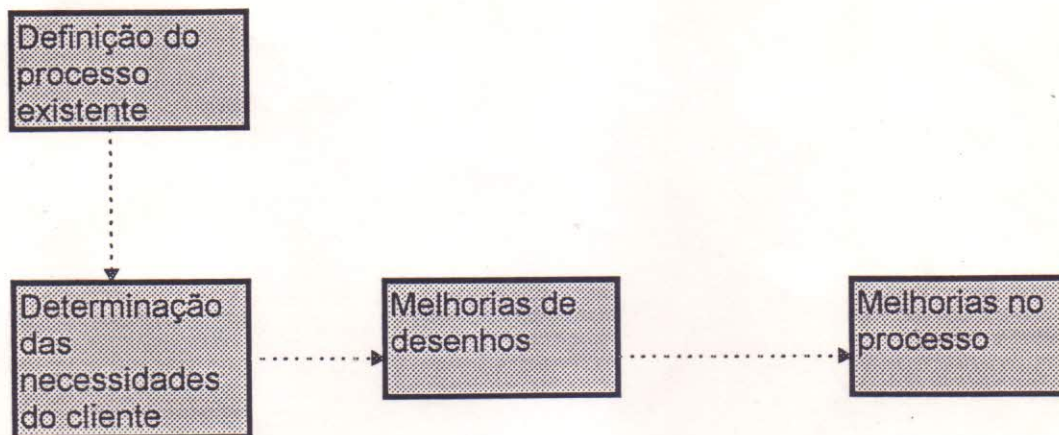 Definição do
processo
existente
Determinação
das
necessidades
do cliente
Melhorias de
desenhos
Melhorias no
processo